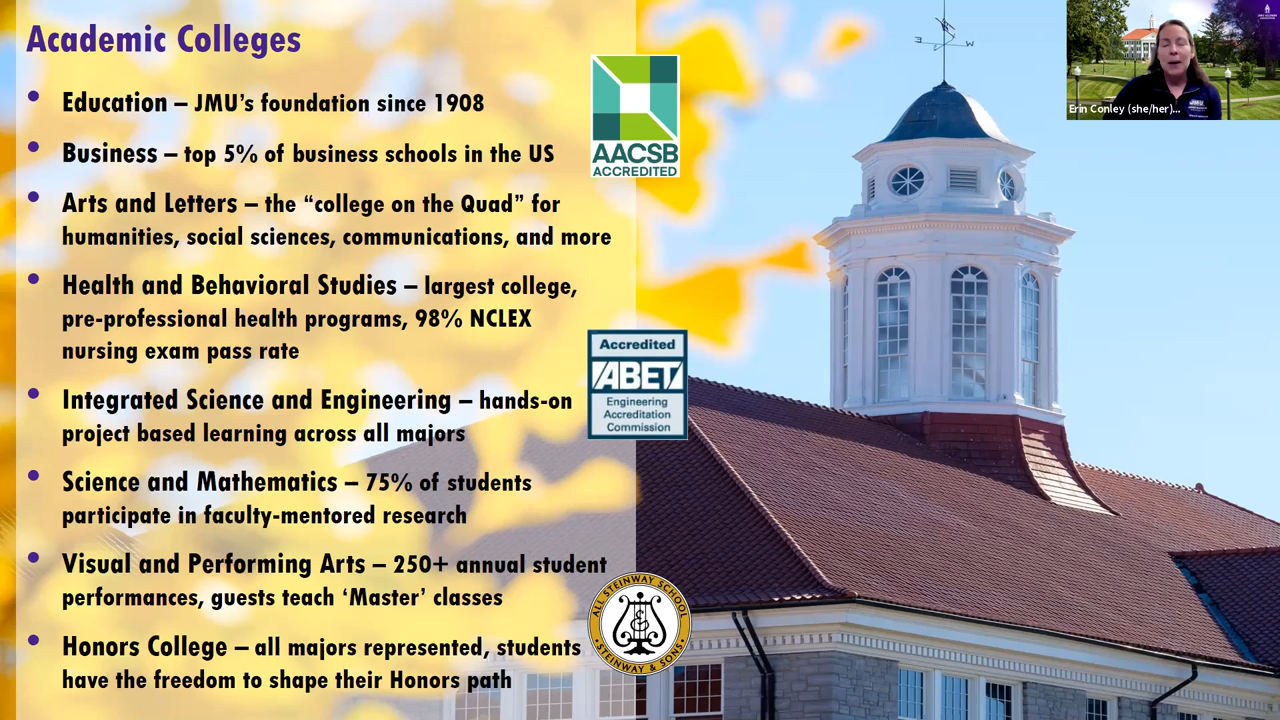 Academic Colleges
• Education – JMU’s foundation since 1908
• Business – top 5% of business schools in the US
• Arts and Letters – the “college on the Quad” for
humanities, social sciences, communications, and more
• Health and Behavioral Studies – largest college,
pre-professional health programs, 98% NCLEX
nursing exam pass rate
• Integrated Science and Engineering – hands-on
project based learning across all majors
• Science and Mathematics – 75% of students
participate in faculty-mentored research
• Visual and Performing Arts – 250+ annual student
performances, guests teach ‘Master’ classes
• Honors College – all majors represented, students
have the freedom to shape their Honors path
AACSB
ACCREDITED
Accredited
ABET
Engineering
Accreditation
Commission
ALL STEINWAY SCHOOL
STEINWAY & SONS
W
Erin Conley (she/her)...
JMU